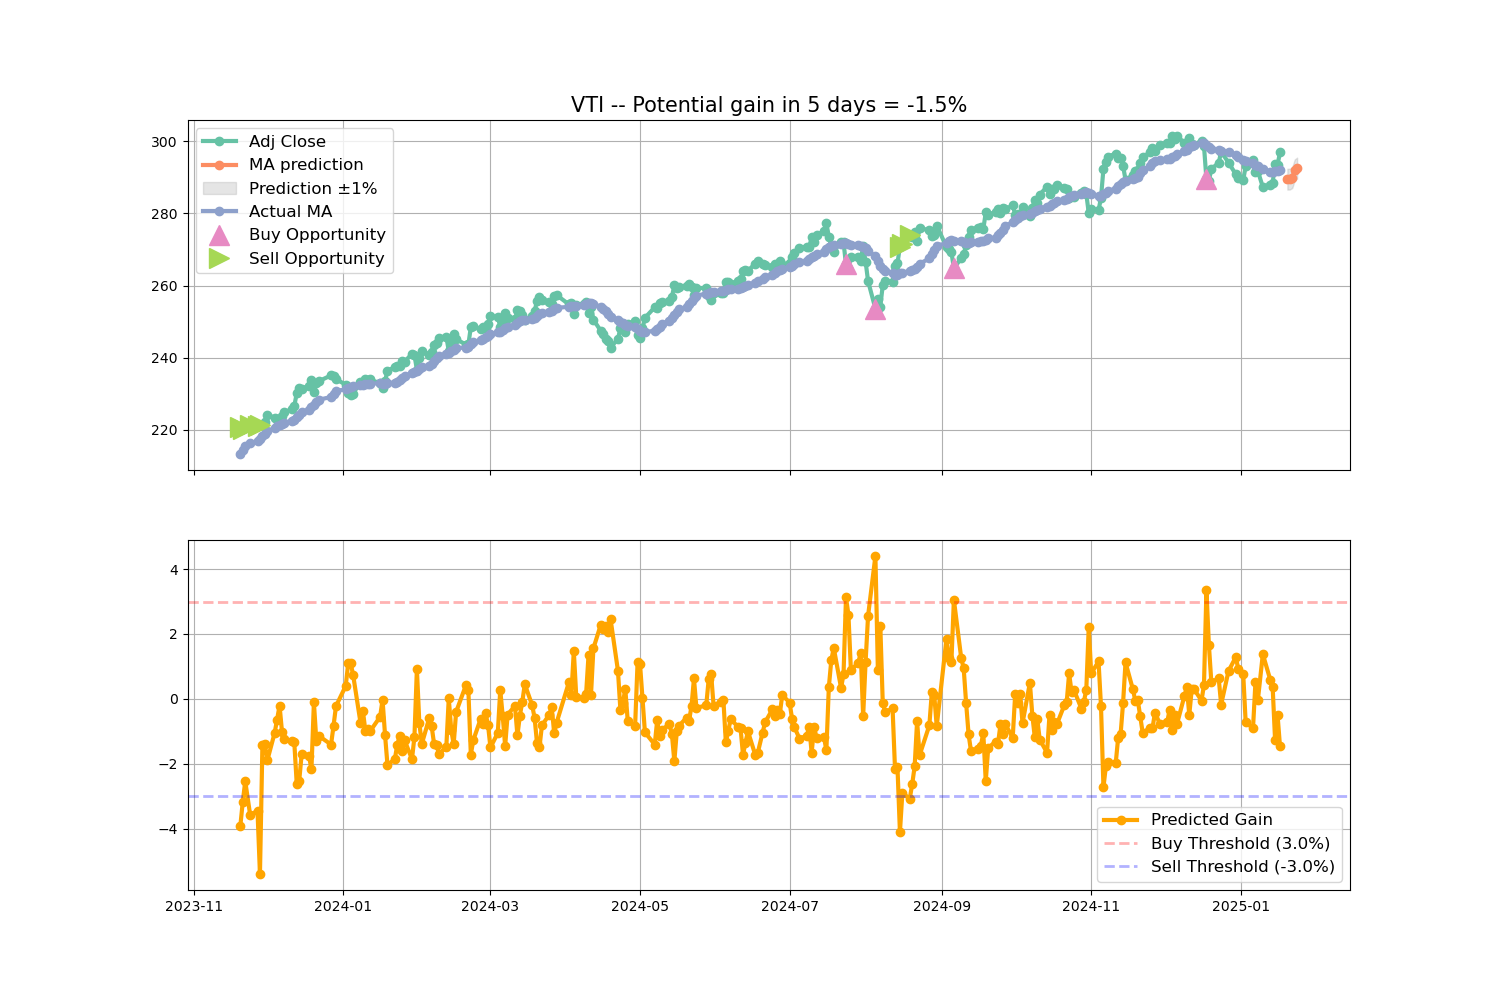 VTI -- Potential gain in 5 days = -1.5%
300
280
260
240
220
Adj Close
MA prediction
Prediction ±1%
Actual MA
Buy Opportunity
Sell Opportunity
4
2
0
−2
−4
Predicted Gain
Buy Threshold (3.0%)
Sell Threshold (-3.0%)
2023-11
2024-01
2024-03
2024-05
2024-07
2024-09
2024-11
2025-01